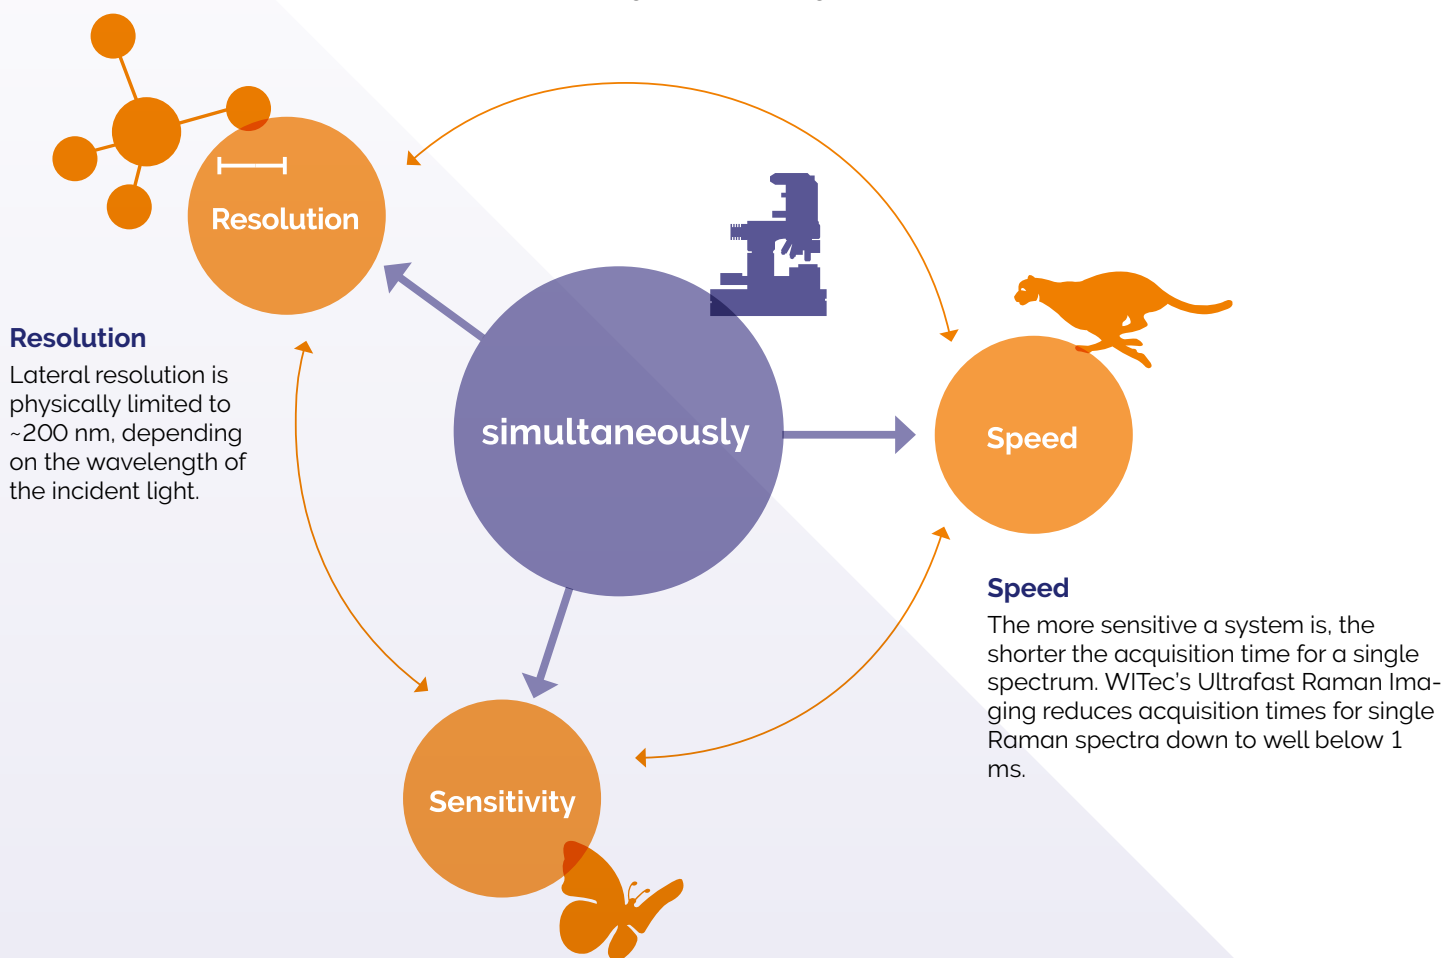 Resolution
Resolution
Lateral resolution is
physically limited to
~200 nm, depending
on the wavelength of
the incident light.
simultaneously
Speed
Speed
The more sensitive a system is, the
shorter the acquisition time for a single
spectrum. WITec's Ultrafast Raman Ima-
ging reduces acquisition times for single
Raman spectra down to well below 1
ms.
Sensitivity